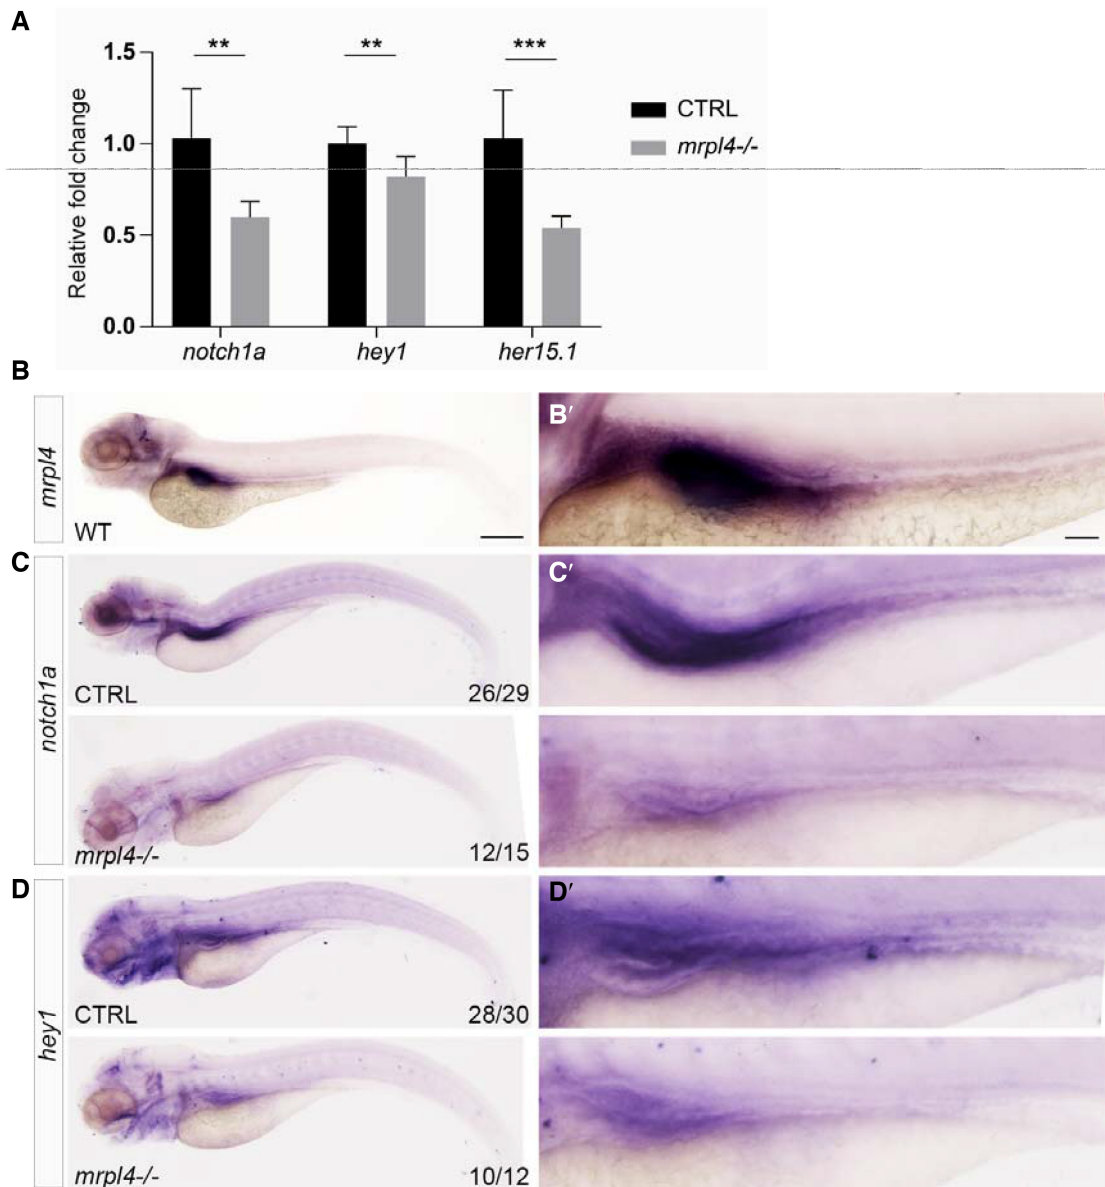 A
** ** ***
1.5
1.0
0.5
0.0
Relative fold change
CTRL
mrpl4-/-
notch1a hey1 her15.1
B
mrpl4
WT
B′
C
notch1a
CTRL
26/29
C′
mrpl4-/-
12/15
D
hey1
CTRL
28/30
D′
mrpl4-/-
10/12